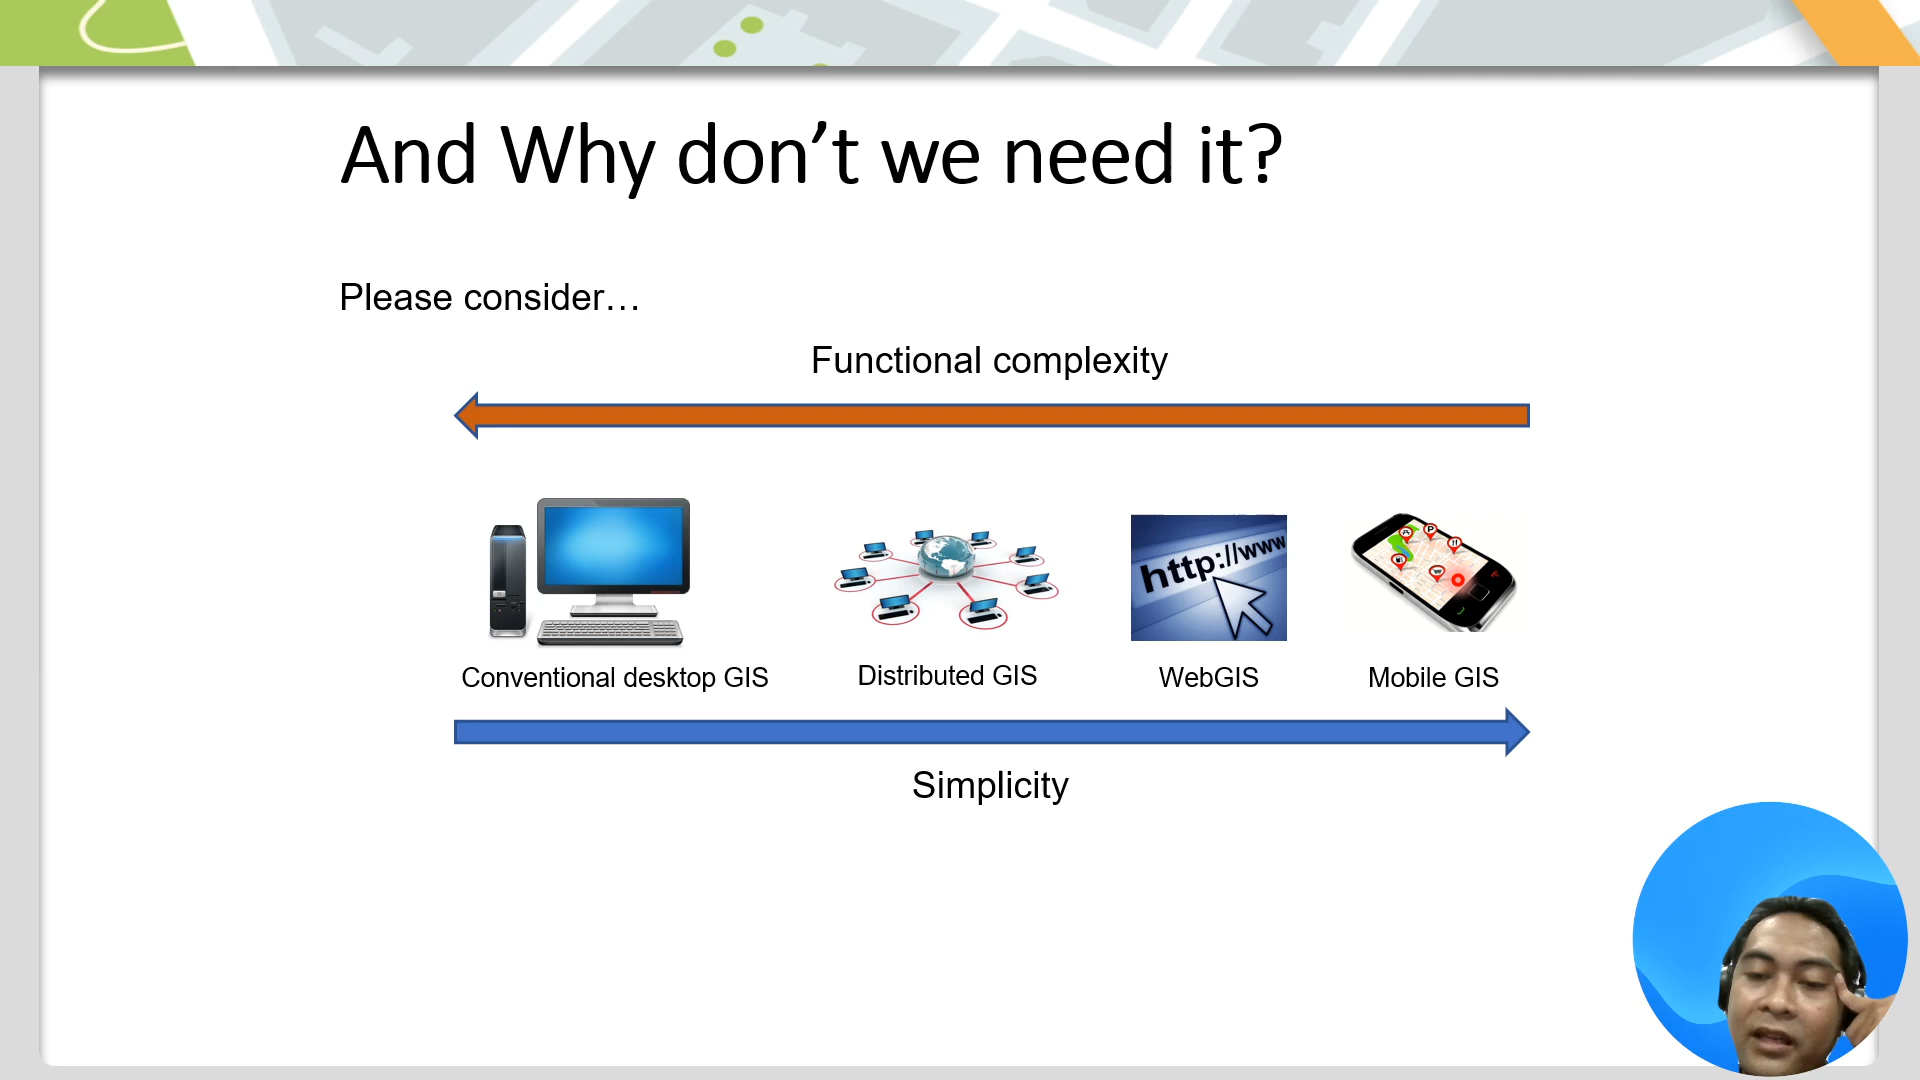 And Why don’t we need it?
Please consider…
Functional complexity
http://www
P
Conventional desktop GIS
Distributed GIS
WebGIS
Mobile GIS
Simplicity